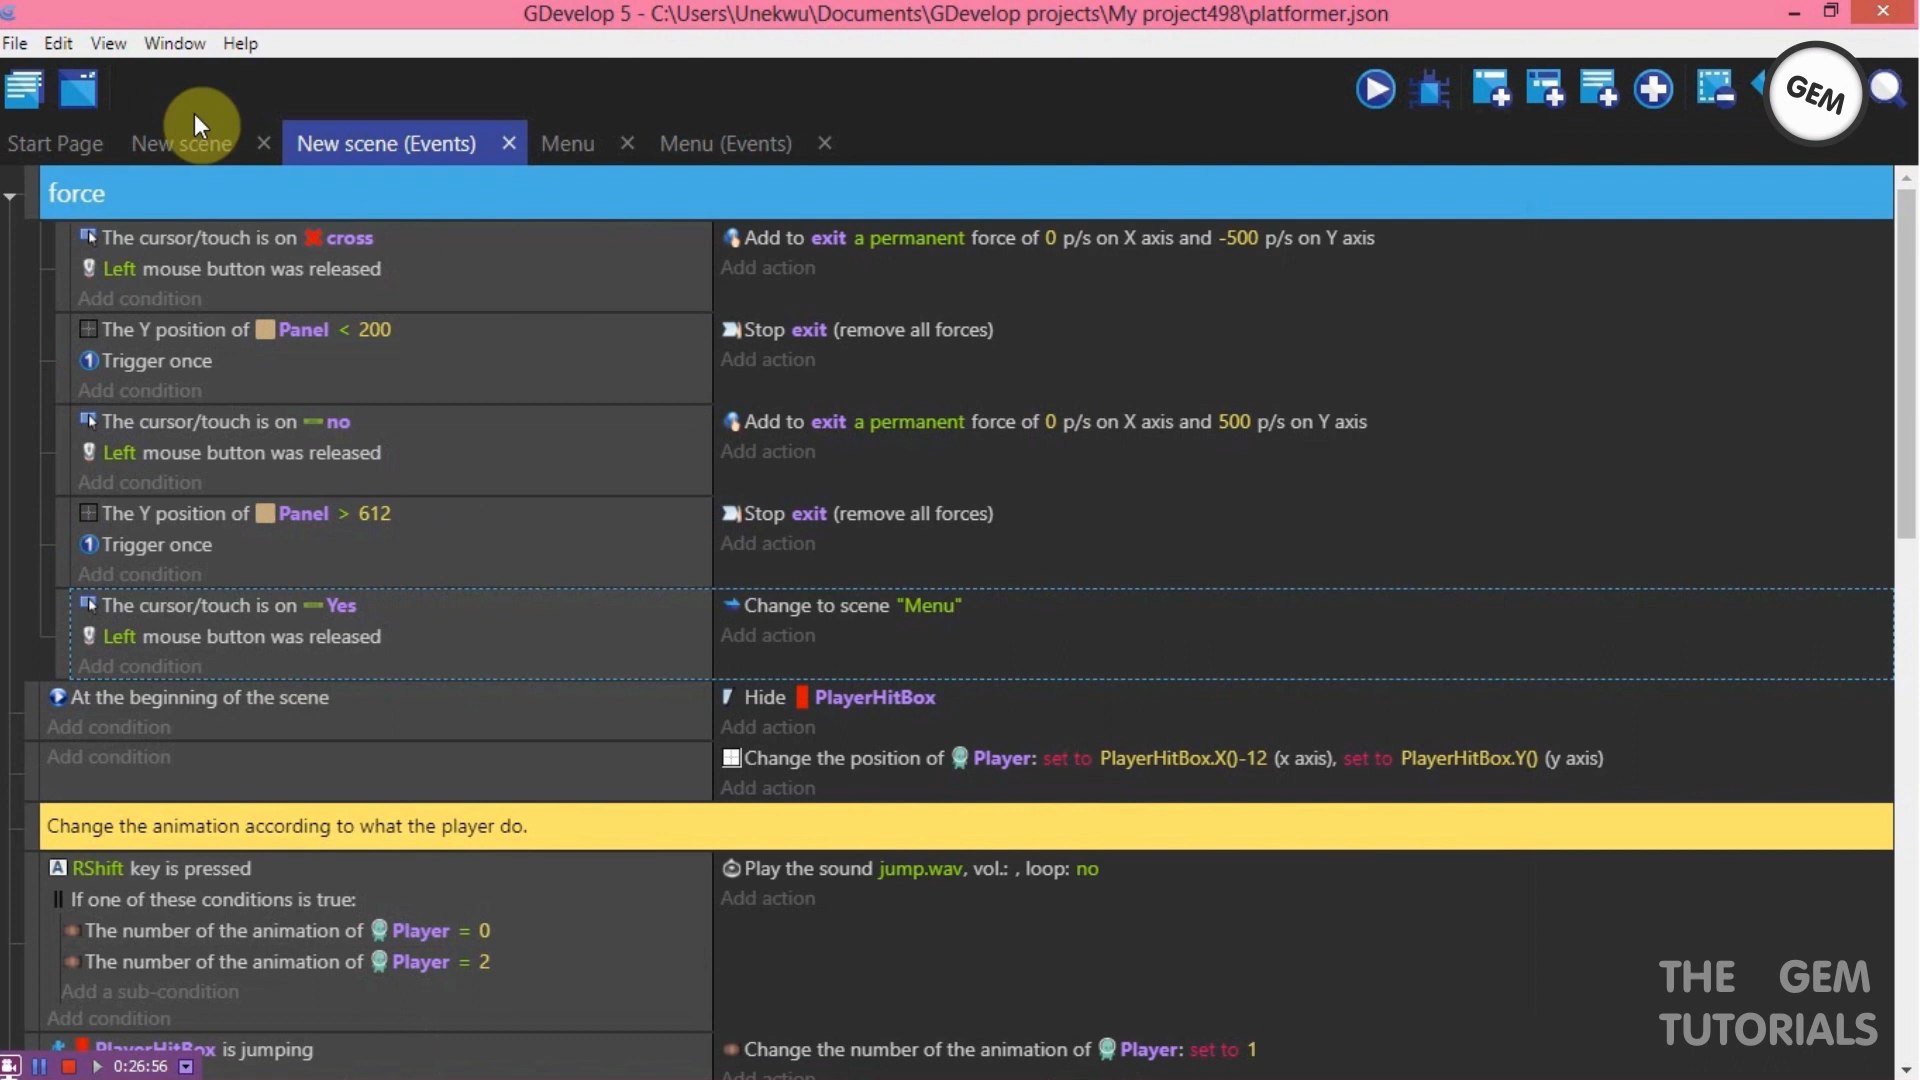 GDevelop 5 - C:\Users\Unekwu\Documents\GDevelop projects\My project498\platformer.json
File Edit View Window Help
GEM
Start Page New scene New scene (Events) Menu Menu (Events)
force
The cursor/touch is on cross
Add to exit a permanent force of 0 p/s on X axis and -500 p/s on Y axis
Left mouse button was released
Add action
Add condition
The Y position of Panel < 200
Stop exit (remove all forces)
Trigger once
Add action
Add condition
The cursor/touch is on no
Add to exit a permanent force of 0 p/s on X axis and 500 p/s on Y axis
Left mouse button was released
Add action
Add condition
The Y position of Panel > 612
Stop exit (remove all forces)
Trigger once
Add action
Add condition
The cursor/touch is on Yes
Change to scene "Menu"
Left mouse button was released
Add action
Add condition
At the beginning of the scene
Hide PlayerHitBox
Add condition
Add action
Add condition
Change the position of Player: set to PlayerHitBox.X()-12 (x axis), set to PlayerHitBox.Y() (y axis)
Add action
Change the animation according to what the player do.
RShift key is pressed
Play the sound jump.wav, vol.: , loop: no
If one of these conditions is true:
Add action
The number of the animation of Player = 0
The number of the animation of Player = 2
Add a sub-condition
Add condition
PlayerHitBox is jumping
Change the number of the animation of Player: set to 1
Add action
0:26:56
THE GEM
TUTORIALS